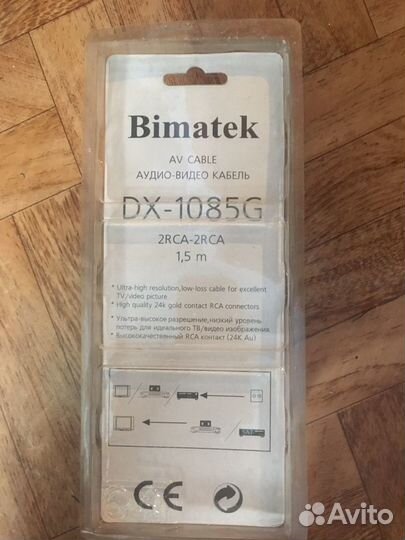 Bimatek
AV CABLE
АУДИО-ВИДЕО КАБЕЛЬ
DX-1085G
2RCA-2RCA
1,5 m
* Ultra-high resolution,low-loss cable for excellent
TV/video picture
* High quality 24k gold contact RCA connectors
* Ультра-высокое разрешение,низкий уровень
потерь для идеального ТВ/видео изображения.
* Высококачественный RCA контакт (24K Au)
CE
Avito